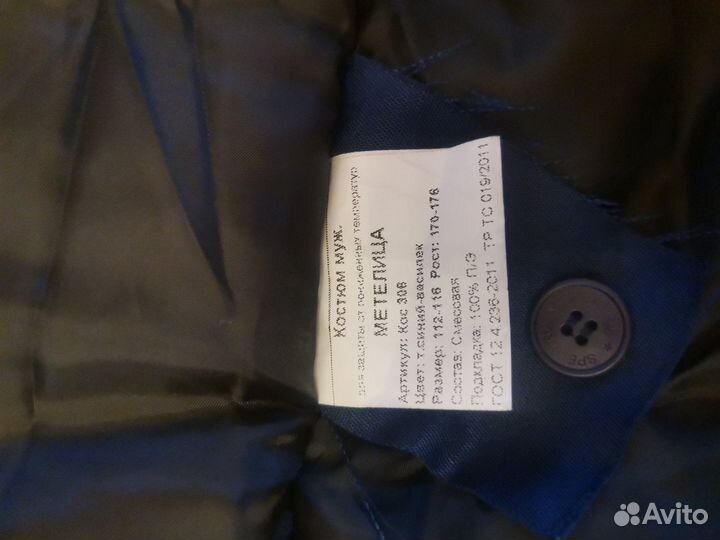 Костюм муж.
для защиты от пониженных температур
МЕТЕЛИЦА
Артикул: Кос 306
Цвет: т.синий-василек
Размер: 112-116 Рост: 170-176
Состав: Смесовая
Подкладка: 100% П/Э
ГОСТ 12.4.236-2011 ТР ТС 019/2011
SPE
Avito